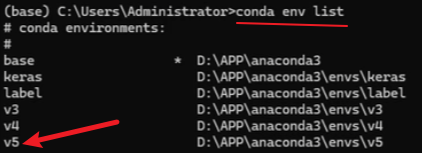 (base) C:\Users\Administrator>conda env list
# conda environments:
#
base * D:\APP\anaconda3
keras D:\APP\anaconda3\envs\keras
label D:\APP\anaconda3\envs\label
v3 D:\APP\anaconda3\envs\v3
v4 D:\APP\anaconda3\envs\v4
v5 D:\APP\anaconda3\envs\v5